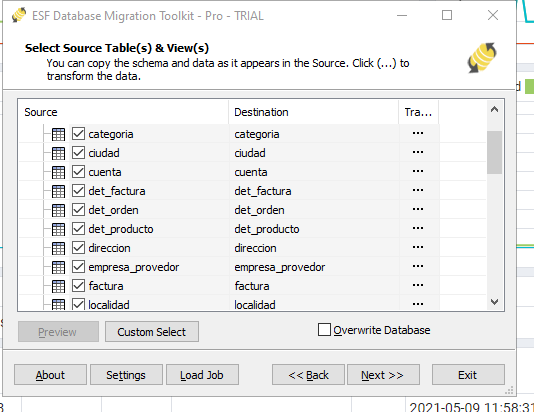 ESF Database Migration Toolkit - Pro - TRIAL
Select Source Table(s) & View(s)
You can copy the schema and data as it appears in the Source. Click (...) to
transform the data.
Source Destination Tra...
categoria categoria ...
ciudad ciudad ...
cuenta cuenta ...
det_factura det_factura ...
det_orden det_orden ...
det_producto det_producto ...
direccion direccion ...
empresa_provedor empresa_provedor ...
factura factura ...
localidad localidad ...
Preview Custom Select Overwrite Database
About Settings Load Job << Back Next >> Exit
2021-05-09 11:58:31